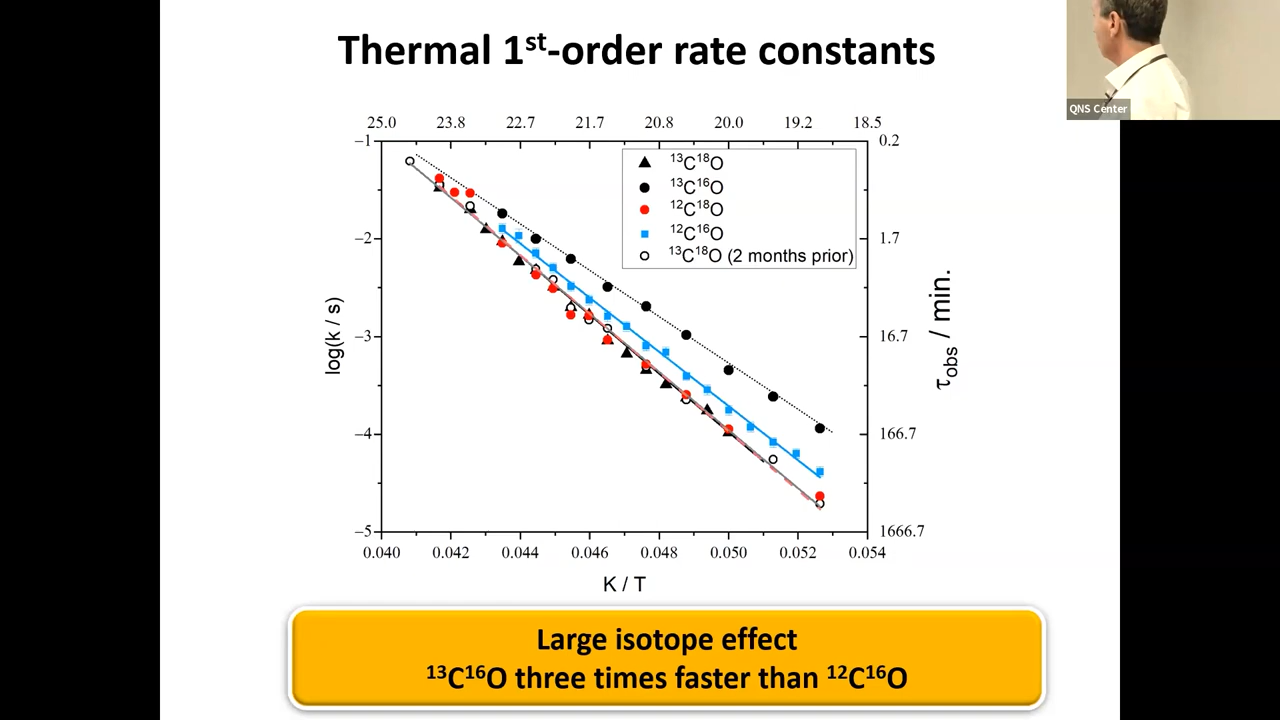 Thermal 1st-order rate constants
QNS Center
25.0 23.8 22.7 21.7 20.8 20.0 19.2 18.5
−1 0.2
¹³C¹⁸O
¹³C¹⁶O
¹²C¹⁸O
¹²C¹⁶O
¹³C¹⁸O (2 months prior)
−2 1.7
−3 16.7
−4 166.7
−5 1666.7
log(k / s)
τobs / min.
0.040 0.042 0.044 0.046 0.048 0.050 0.052 0.054
K / T
Large isotope effect
¹³C¹⁶O three times faster than ¹²C¹⁶O